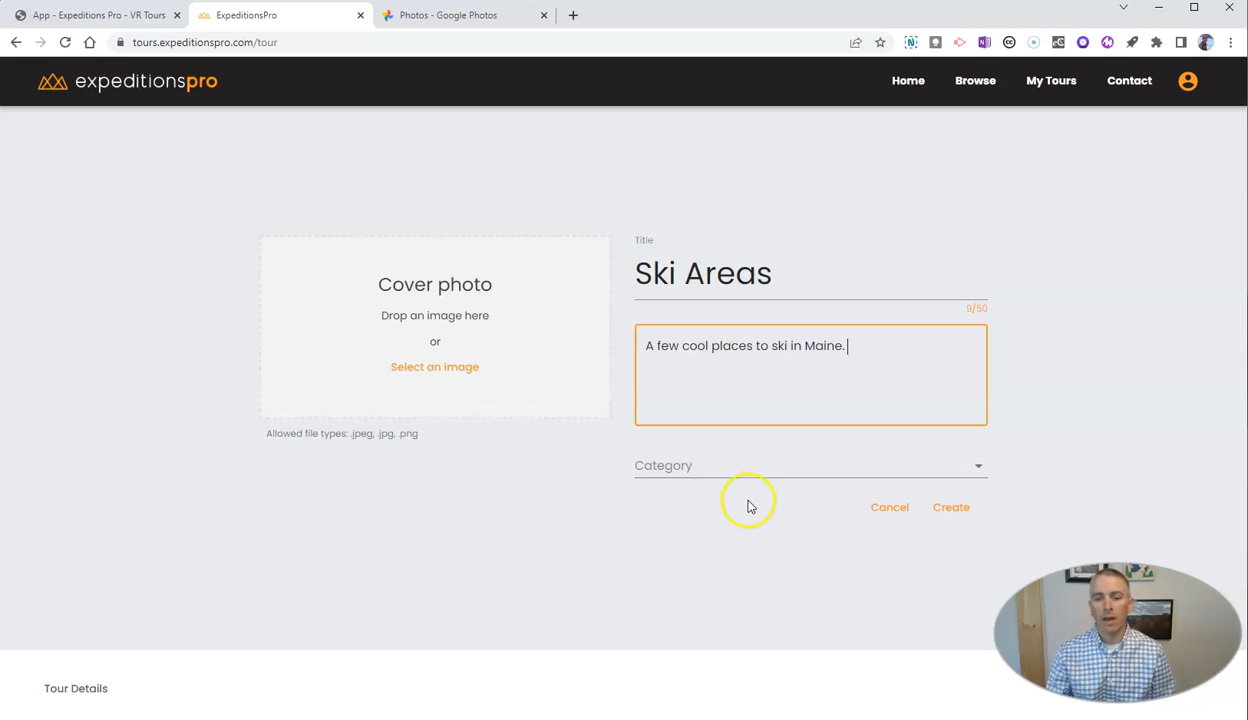 App - Expeditions Pro - VR Tours
ExpeditionsPro
Photos - Google Photos
tours.expeditionspro.com/tour
expeditionspro
Home
Browse
My Tours
Contact
Cover photo
Drop an image here
or
Select an image
Allowed file types: .jpeg, .jpg, .png
Title
Ski Areas
9/50
A few cool places to ski in Maine.
Category
Cancel
Create
Tour Details